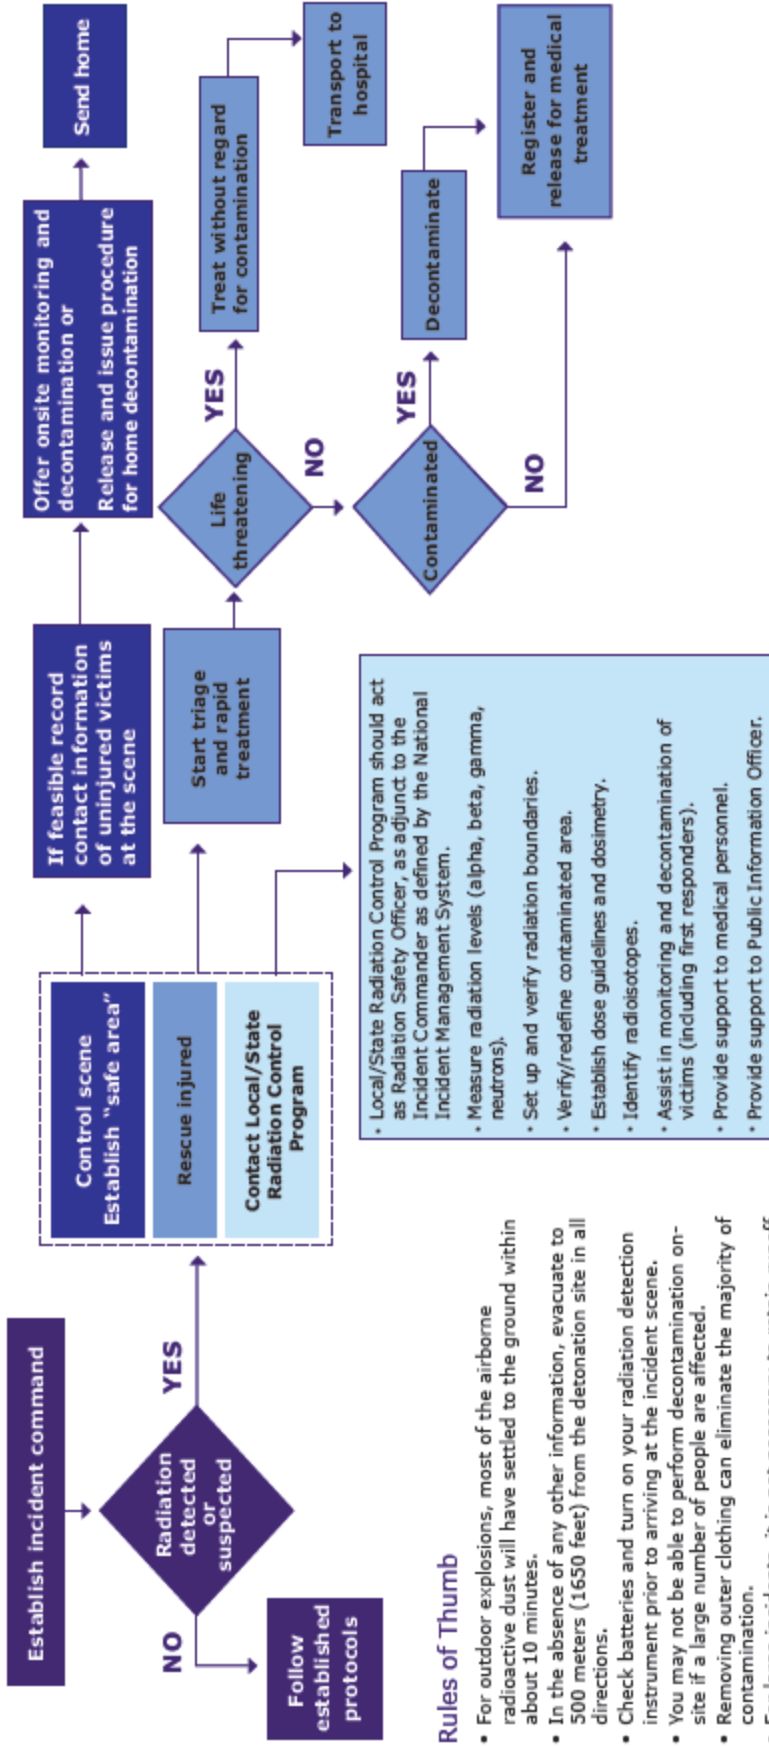 Establish incident command
Radiation
detected
or
suspected
NO
YES
Follow
established
protocols
Control scene
Establish “safe area”
Rescue injured
Contact Local/State
Radiation Control
Program
If feasible record
contact information
of uninjured victims
at the scene
Offer onsite monitoring and
decontamination or
Release and issue procedure
for home decontamination
Send home
Start triage
and rapid
treatment
Life
threatening
YES
NO
Treat without regard
for contamination
Transport to
hospital
Contaminated
YES
NO
Decontaminate
Register and
release for medical
treatment
• Local/State Radiation Control Program should act
as Radiation Safety Officer, as adjunct to the
Incident Commander as defined by the National
Incident Management System.
• Measure radiation levels (alpha, beta, gamma,
neutrons).
• Set up and verify radiation boundaries.
• Verify/redefine contaminated area.
• Establish dose guidelines and dosimetry.
• Identify radioisotopes.
• Assist in monitoring and decontamination of
victims (including first responders).
• Provide support to medical personnel.
• Provide support to Public Information Officer.
Rules of Thumb
• For outdoor explosions, most of the airborne
radioactive dust will have settled to the ground within
about 10 minutes.
• In the absence of any other information, evacuate to
500 meters (1650 feet) from the detonation site in all
directions.
• Check batteries and turn on your radiation detection
instrument prior to arriving at the incident scene.
• You may not be able to perform decontamination on-
site if a large number of people are affected.
• Removing outer clothing can eliminate the majority of
contamination.